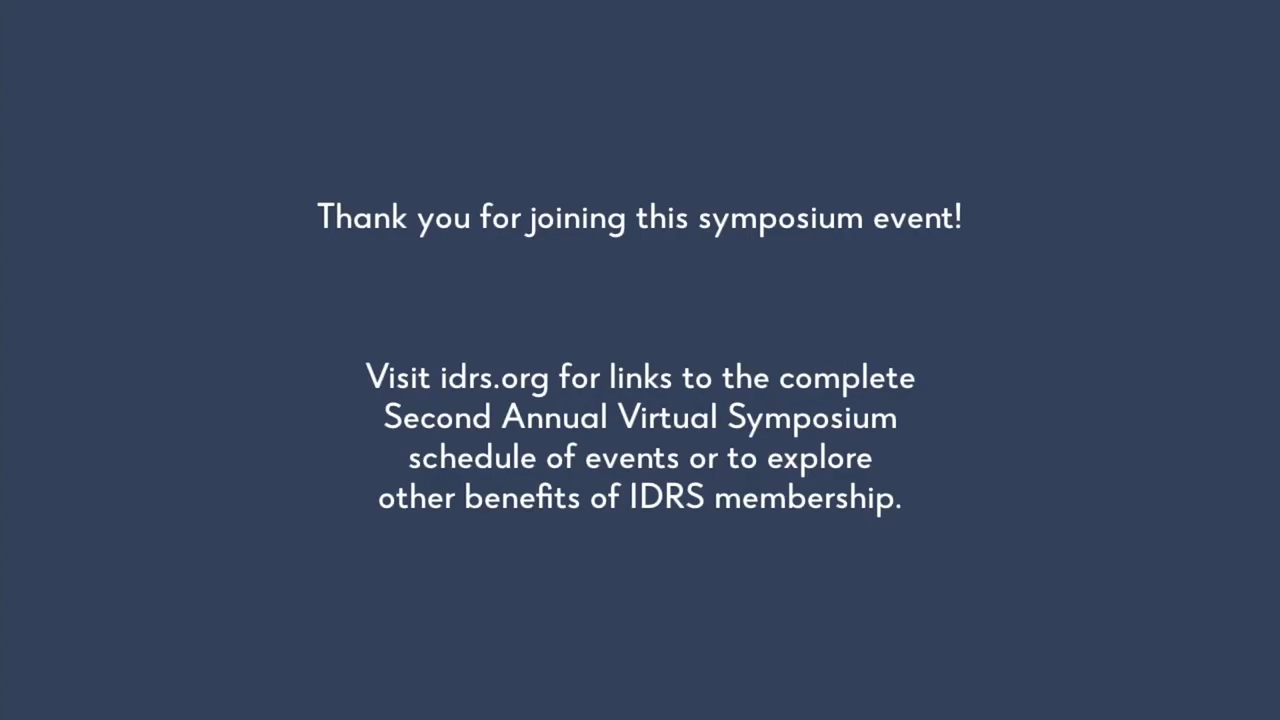 Thank you for joining this symposium event!
Visit idrs.org for links to the complete
Second Annual Virtual Symposium
schedule of events or to explore
other benefits of IDRS membership.